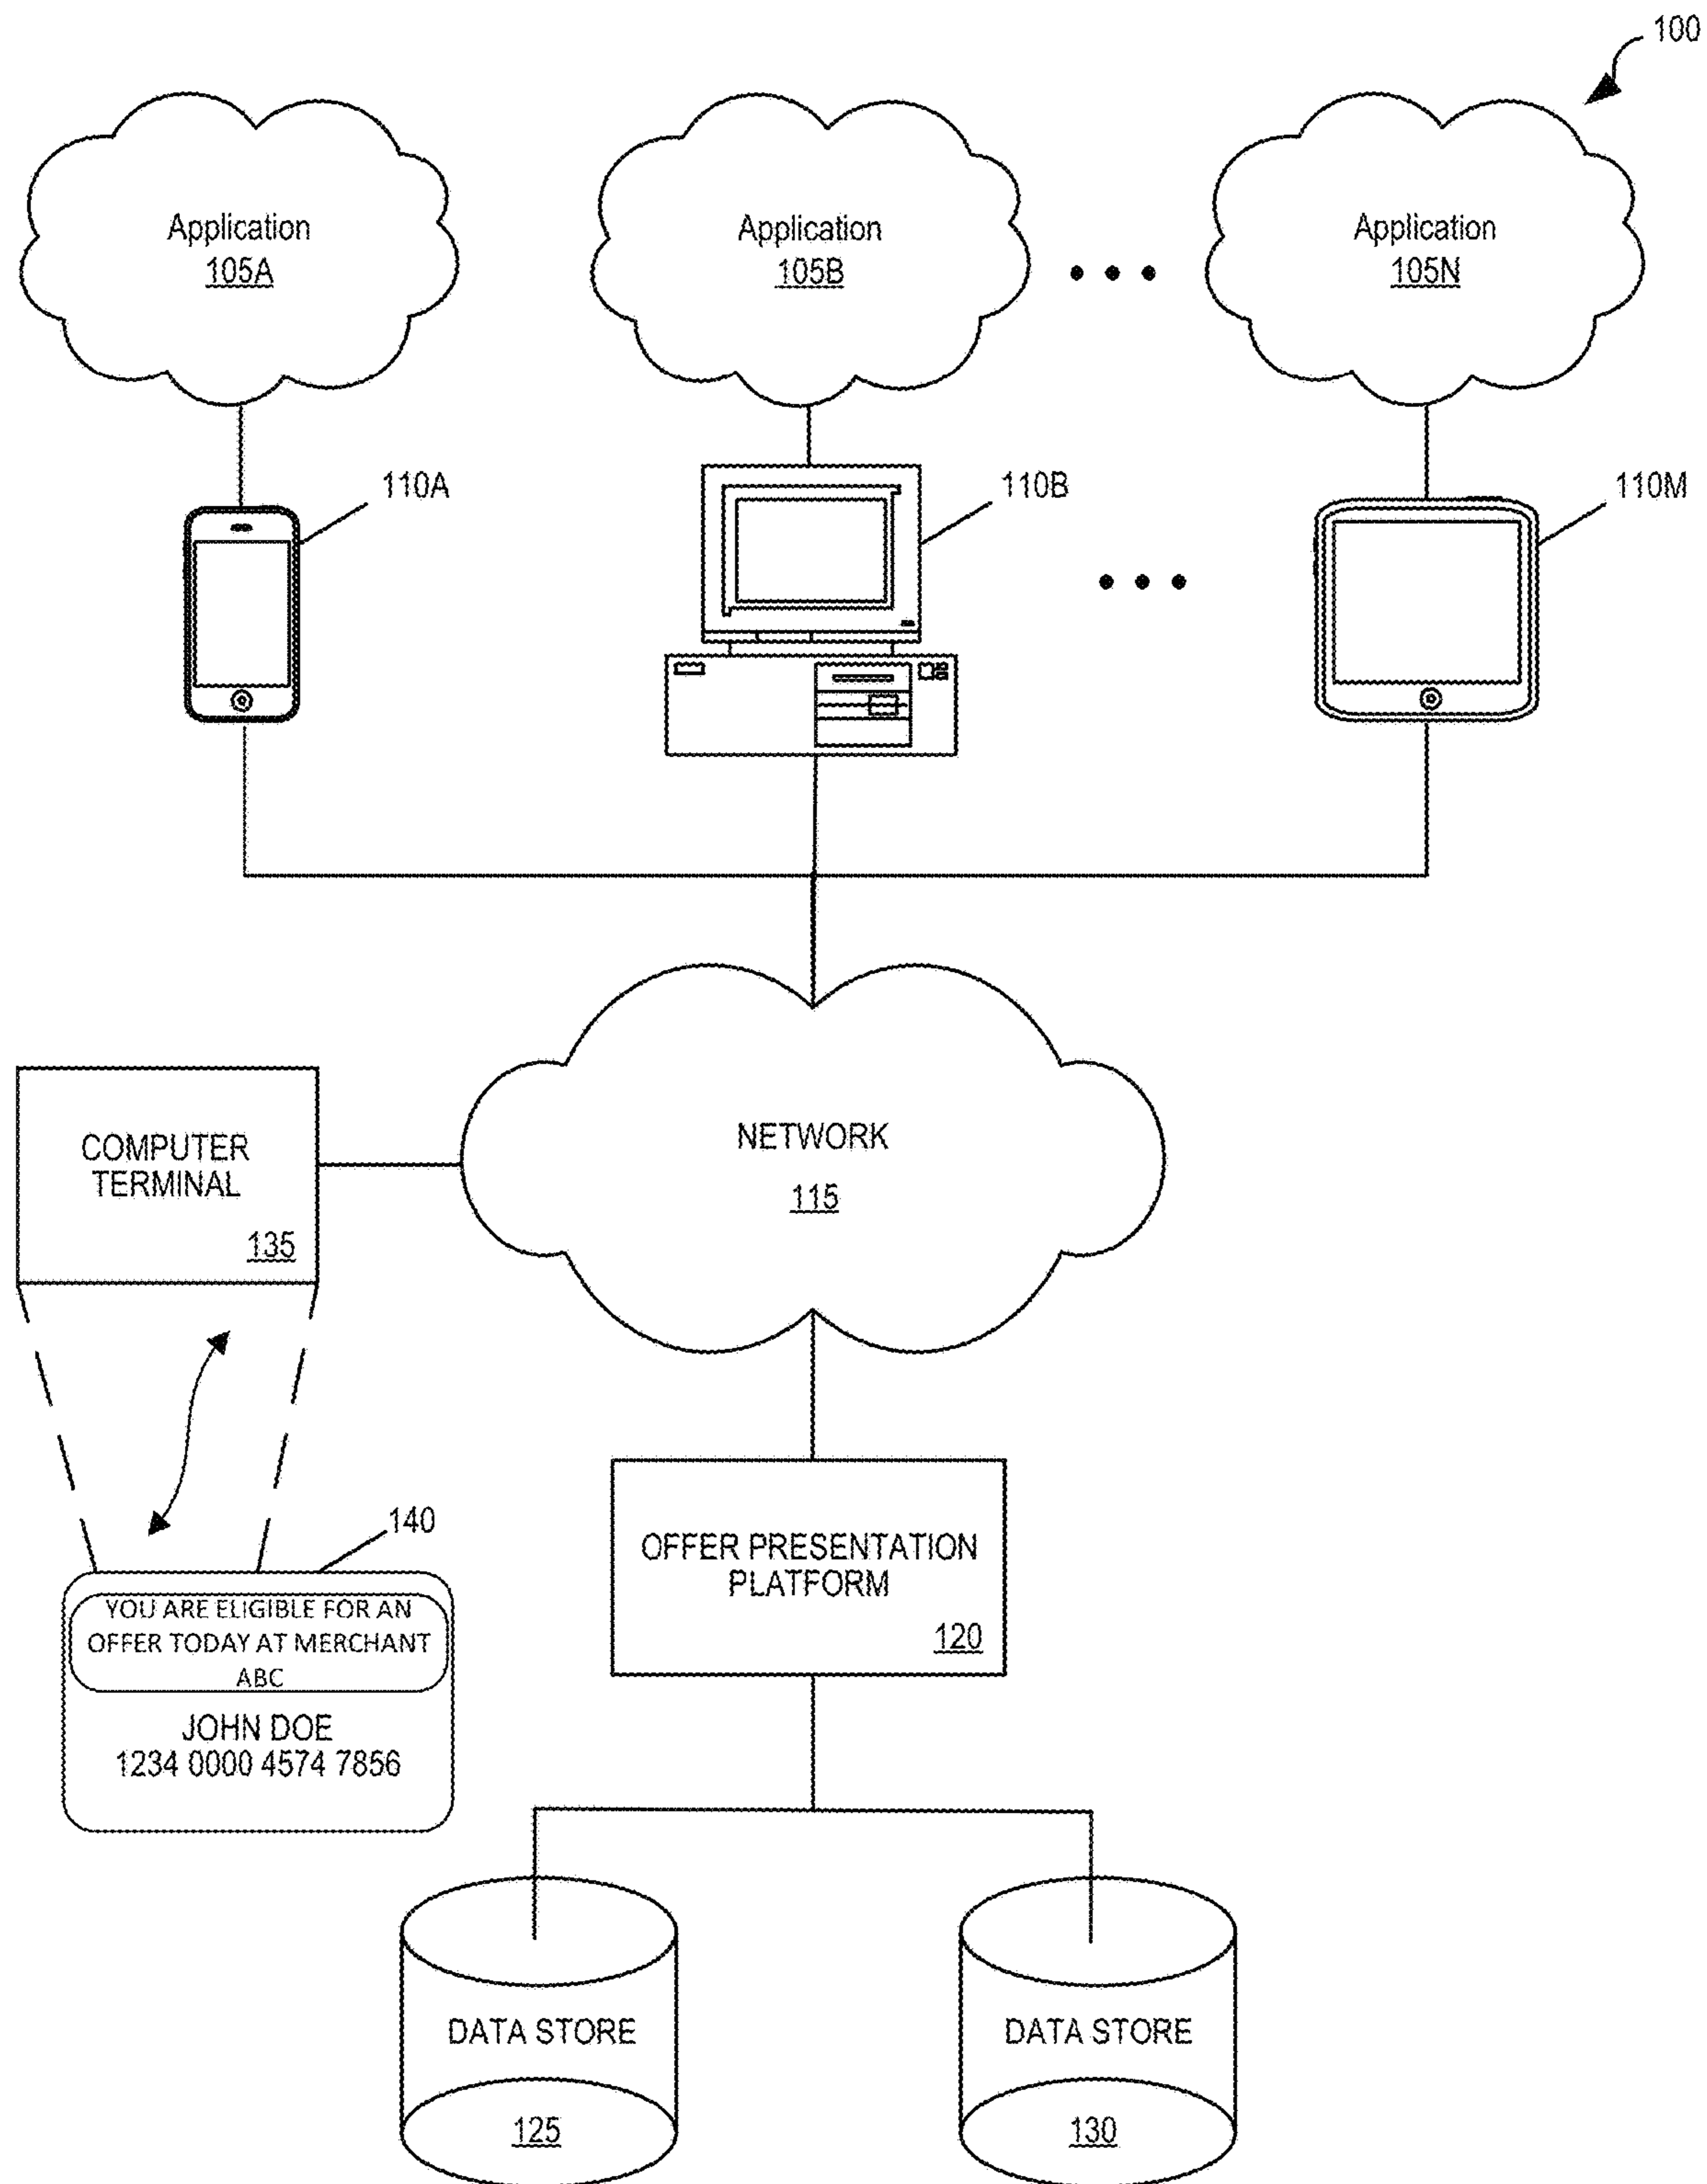 100
Application
105A
Application
105B
Application
105N
110A
110B
110M
NETWORK
115
COMPUTER
TERMINAL
135
140
YOU ARE ELIGIBLE FOR AN
OFFER TODAY AT MERCHANT
ABC
JOHN DOE
1234 0000 4574 7856
OFFER PRESENTATION
PLATFORM
120
DATA STORE
125
DATA STORE
130